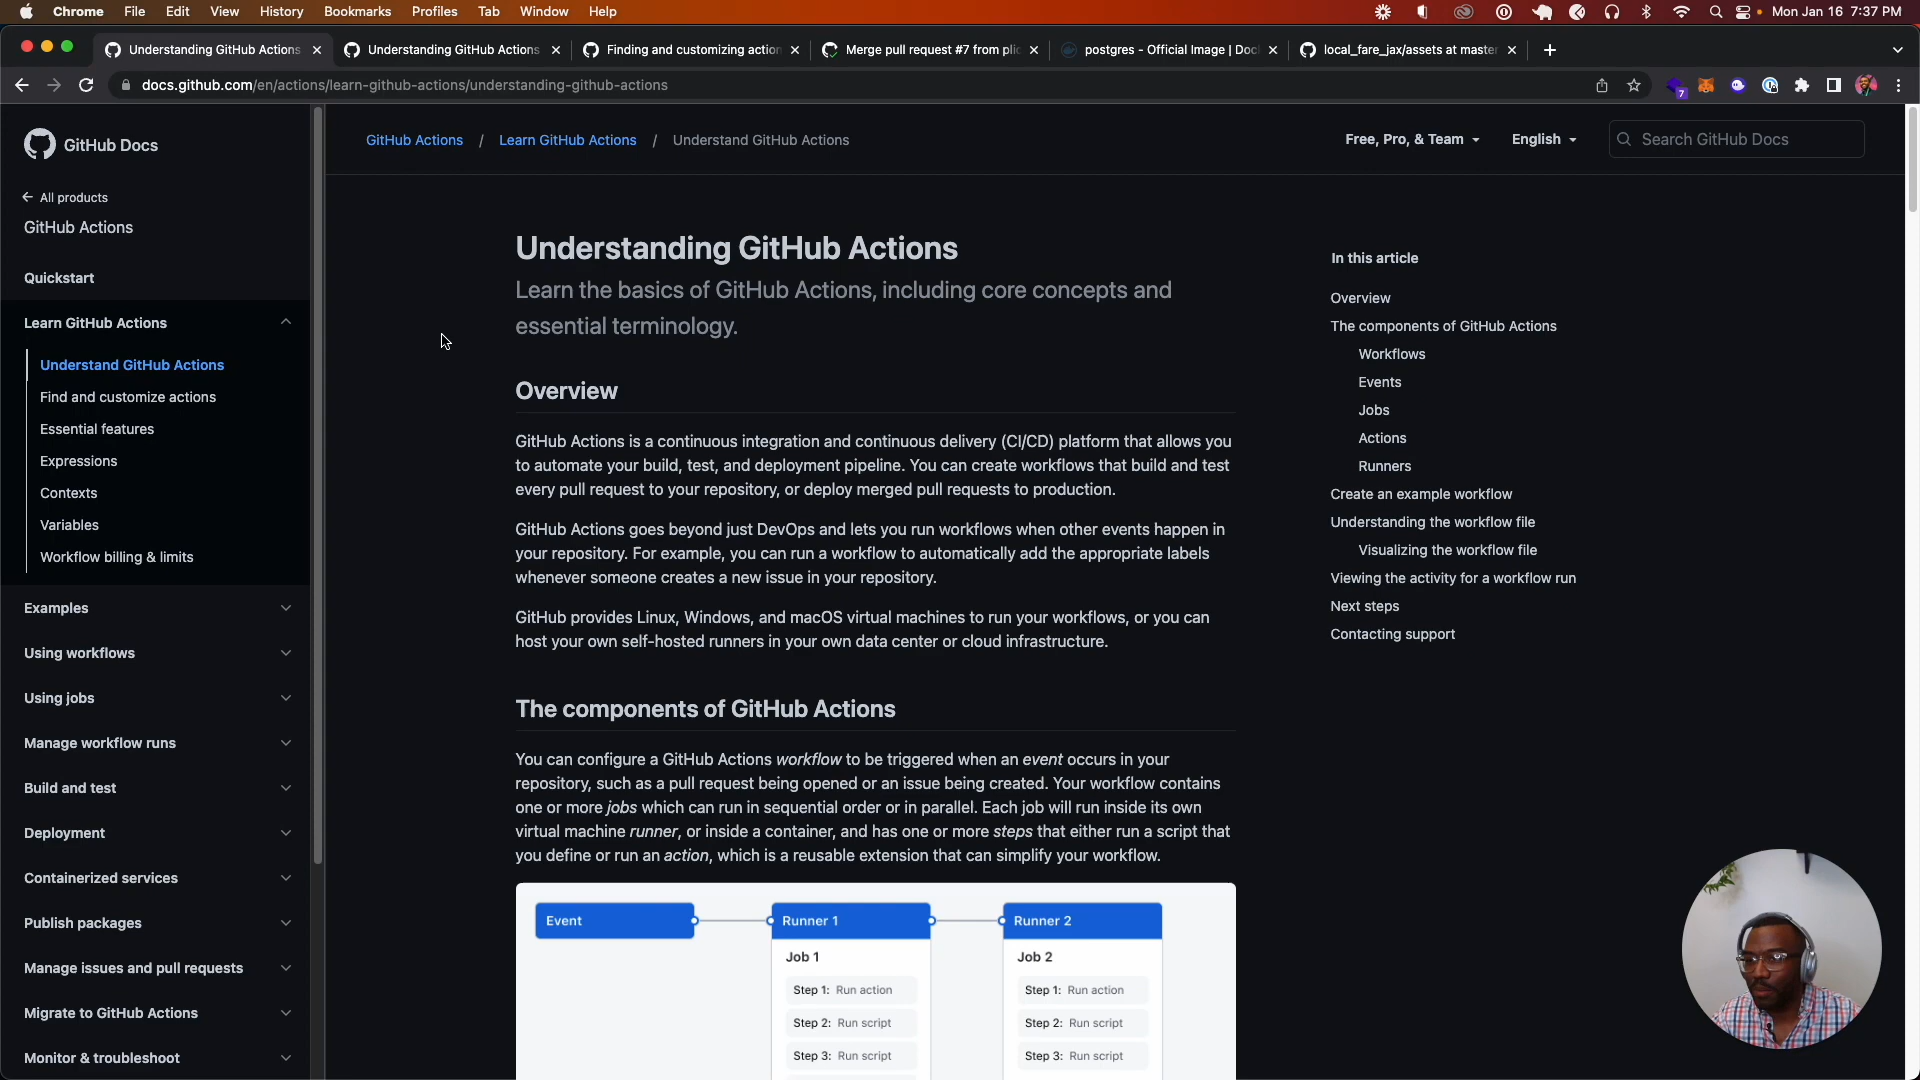 Chrome File Edit View History Bookmarks Profiles Tab Window Help Mon Jan 16 7:37 PM
Understanding GitHub Actions Understanding GitHub Actions Finding and customizing action Merge pull request #7 from plic postgres - Official Image | Doc local_fare_jax/assets at master
docs.github.com/en/actions/learn-github-actions/understanding-github-actions
7
GitHub Docs
All products
GitHub Actions
Quickstart
Learn GitHub Actions
Understand GitHub Actions
Find and customize actions
Essential features
Expressions
Contexts
Variables
Workflow billing & limits
Examples
Using workflows
Using jobs
Manage workflow runs
Build and test
Deployment
Containerized services
Publish packages
Manage issues and pull requests
Migrate to GitHub Actions
Monitor & troubleshoot
GitHub Actions / Learn GitHub Actions / Understand GitHub Actions
Free, Pro, & Team English Search GitHub Docs
Understanding GitHub Actions
Learn the basics of GitHub Actions, including core concepts and
essential terminology.
Overview
GitHub Actions is a continuous integration and continuous delivery (CI/CD) platform that allows you
to automate your build, test, and deployment pipeline. You can create workflows that build and test
every pull request to your repository, or deploy merged pull requests to production.
GitHub Actions goes beyond just DevOps and lets you run workflows when other events happen in
your repository. For example, you can run a workflow to automatically add the appropriate labels
whenever someone creates a new issue in your repository.
GitHub provides Linux, Windows, and macOS virtual machines to run your workflows, or you can
host your own self-hosted runners in your own data center or cloud infrastructure.
The components of GitHub Actions
You can configure a GitHub Actions workflow to be triggered when an event occurs in your
repository, such as a pull request being opened or an issue being created. Your workflow contains
one or more jobs which can run in sequential order or in parallel. Each job will run inside its own
virtual machine runner, or inside a container, and has one or more steps that either run a script that
you define or run an action, which is a reusable extension that can simplify your workflow.
Event
Runner 1
Job 1
Step 1: Run action
Step 2: Run script
Step 3: Run script
Runner 2
Job 2
Step 1: Run action
Step 2: Run script
Step 3: Run script
In this article
Overview
The components of GitHub Actions
Workflows
Events
Jobs
Actions
Runners
Create an example workflow
Understanding the workflow file
Visualizing the workflow file
Viewing the activity for a workflow run
Next steps
Contacting support